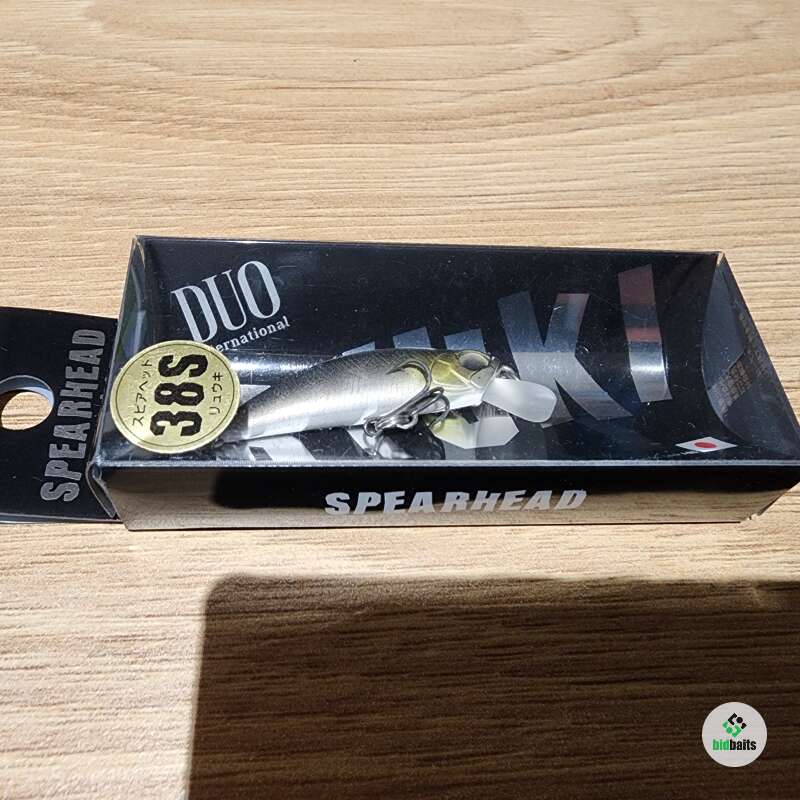 DUO
International
スピアヘッド
38S
リュウキ
SPEARHEAD
SPEARHEAD
bidbaits